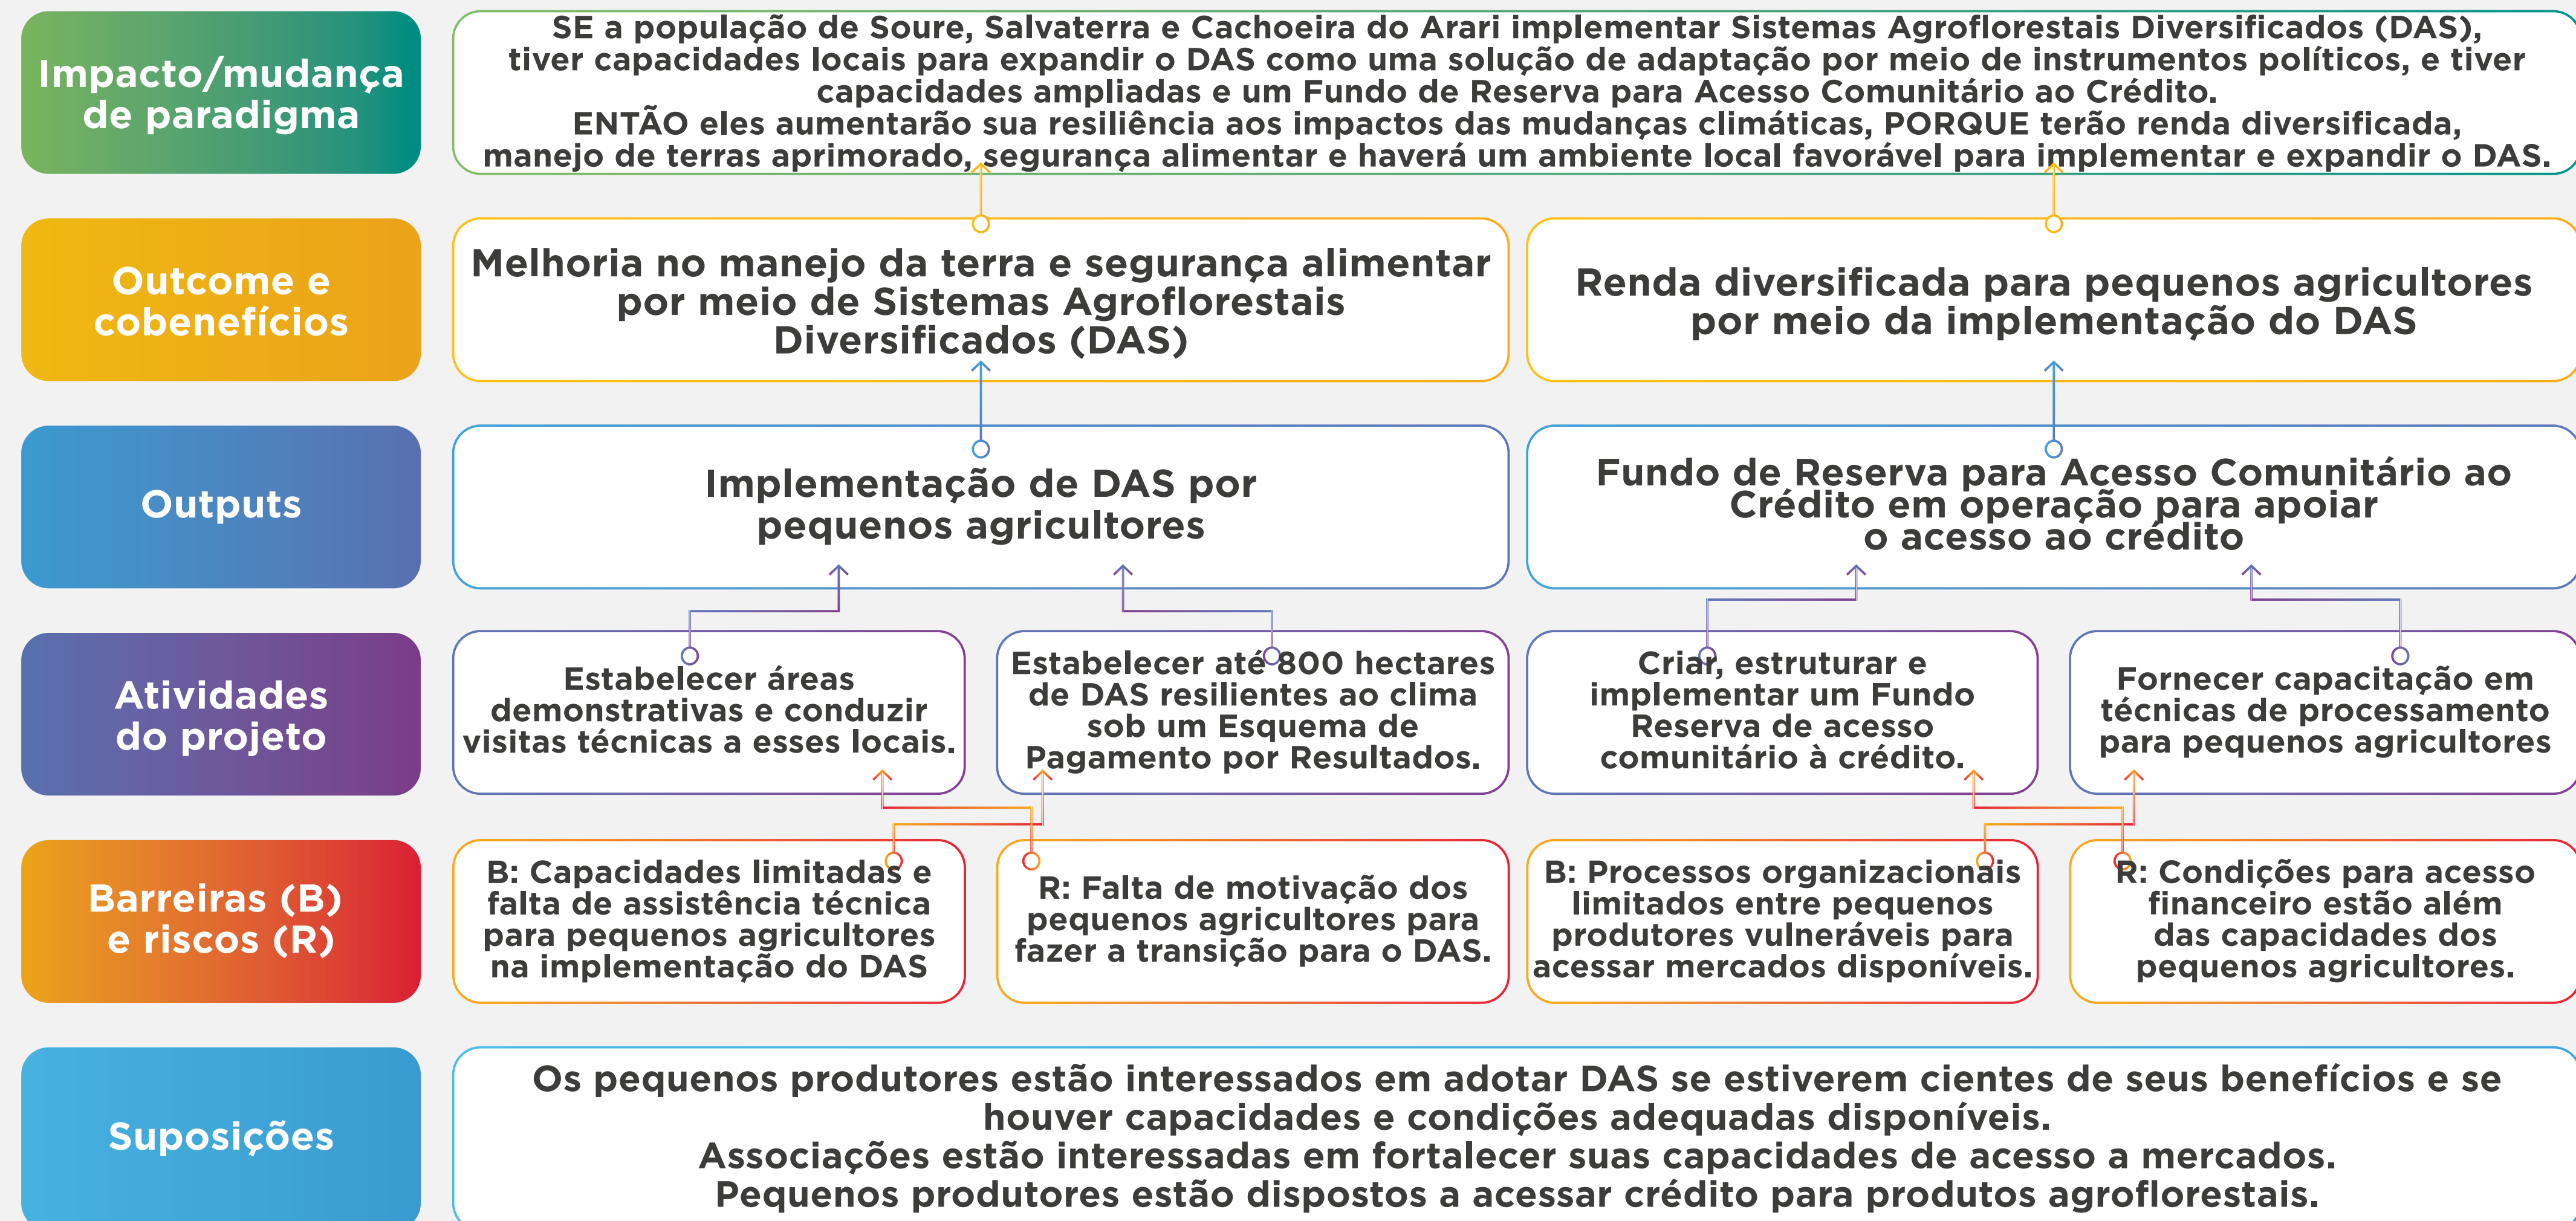 Impacto/mudança
de paradigma
SE a população de Soure, Salvaterra e Cachoeira do Arari implementar Sistemas Agroflorestais Diversificados (DAS),
tiver capacidades locais para expandir o DAS como uma solução de adaptação por meio de instrumentos políticos, e tiver
capacidades ampliadas e um Fundo de Reserva para Acesso Comunitário ao Crédito.
ENTÃO eles aumentarão sua resiliência aos impactos das mudanças climáticas, PORQUE terão renda diversificada,
manejo de terras aprimorado, segurança alimentar e haverá um ambiente local favorável para implementar e expandir o DAS.
Outcome e
cobenefícios
Melhoria no manejo da terra e segurança alimentar
por meio de Sistemas Agroflorestais
Diversificados (DAS)
Renda diversificada para pequenos agricultores
por meio da implementação do DAS
Outputs
Implementação de DAS por
pequenos agricultores
Fundo de Reserva para Acesso Comunitário ao
Crédito em operação para apoiar
o acesso ao crédito
Atividades
do projeto
Estabelecer áreas
demonstrativas e conduzir
visitas técnicas a esses locais.
Estabelecer até 800 hectares
de DAS resilientes ao clima
sob um Esquema de
Pagamento por Resultados.
Criar, estruturar e
implementar um Fundo
Reserva de acesso
comunitário à crédito.
Fornecer capacitação em
técnicas de processamento
para pequenos agricultores
Barreiras (B)
e riscos (R)
B: Capacidades limitadas e
falta de assistência técnica
para pequenos agricultores
na implementação do DAS
R: Falta de motivação dos
pequenos agricultores para
fazer a transição para o DAS.
B: Processos organizacionais
limitados entre pequenos
produtores vulneráveis para
acessar mercados disponíveis.
R: Condições para acesso
financeiro estão além
das capacidades dos
pequenos agricultores.
Suposições
Os pequenos produtores estão interessados em adotar DAS se estiverem cientes de seus benefícios e se
houver capacidades e condições adequadas disponíveis.
Associações estão interessadas em fortalecer suas capacidades de acesso a mercados.
Pequenos produtores estão dispostos a acessar crédito para produtos agroflorestais.